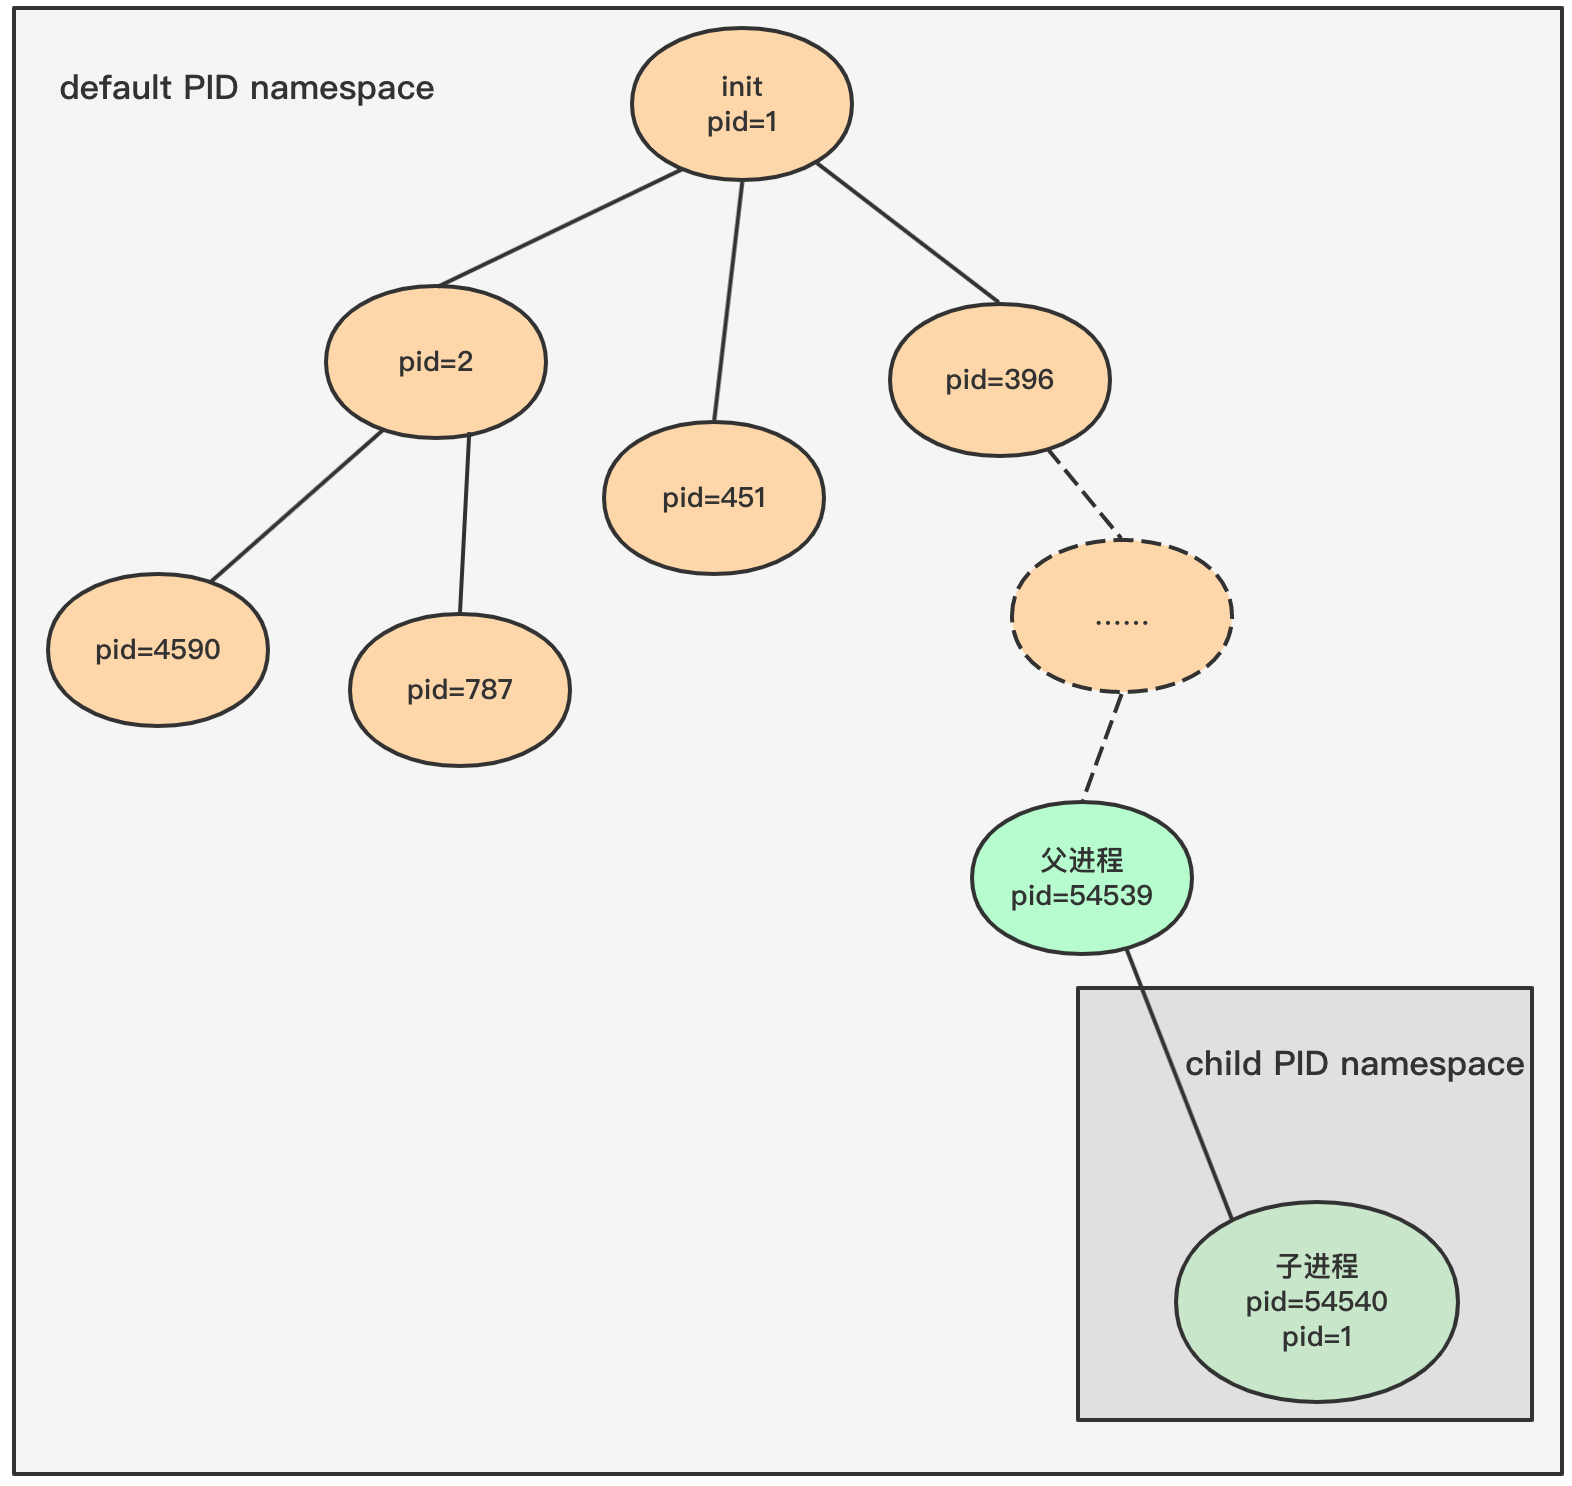 default PID namespace
init
pid=1
pid=2
pid=396
pid=451
pid=4590
pid=787
......
父进程
pid=54539
child PID namespace
子进程
pid=54540
pid=1